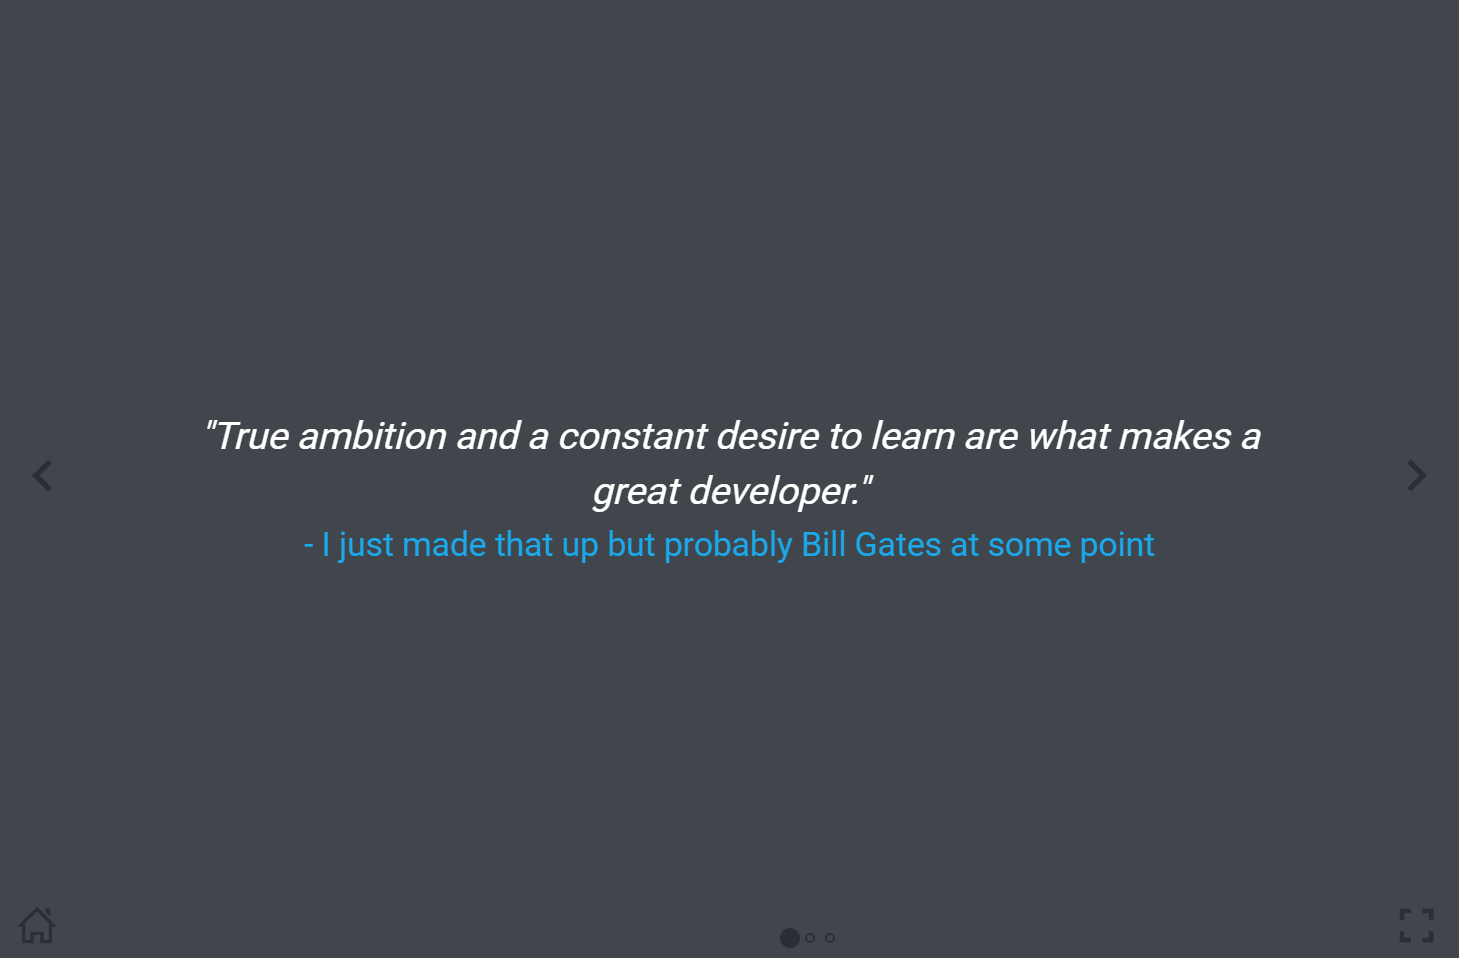 "True ambition and a constant desire to learn are what makes a
great developer."
- I just made that up but probably Bill Gates at some point